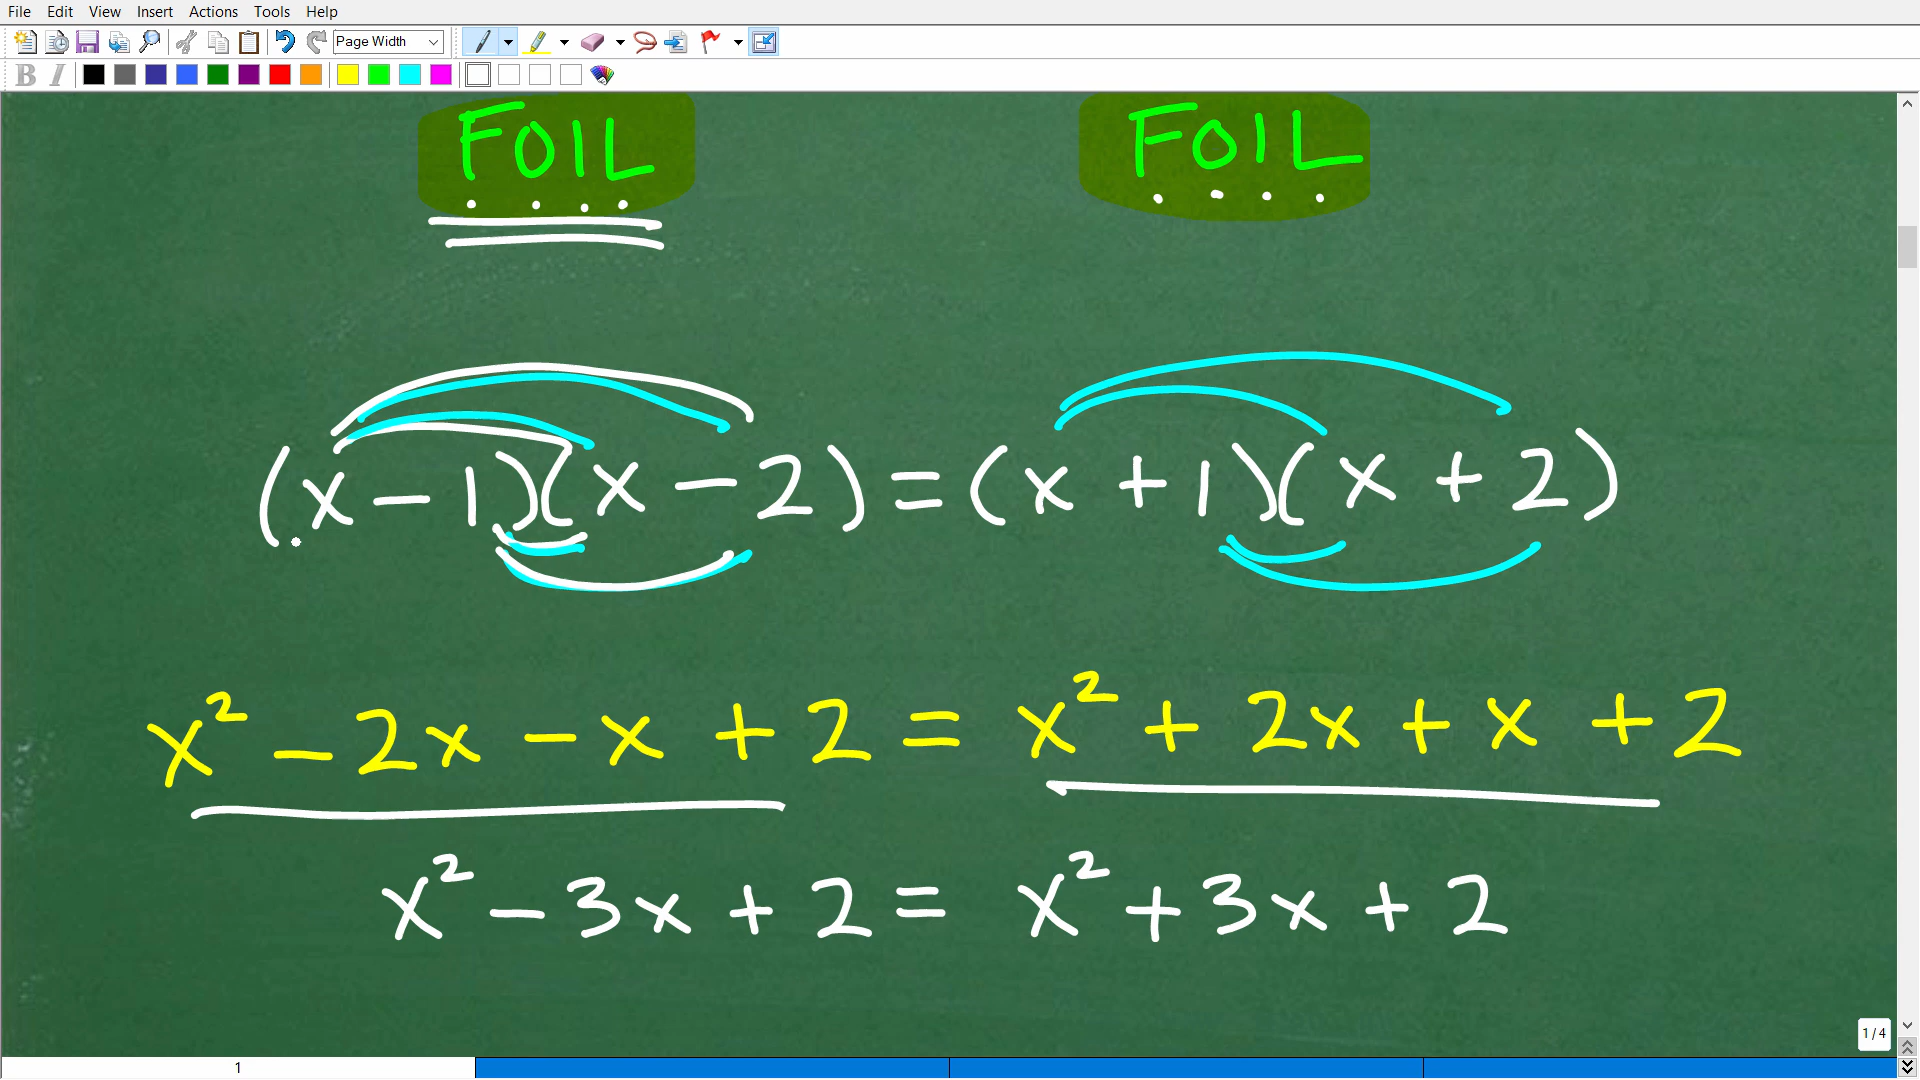 File Edit View Insert Actions Tools Help
Page Width
B I
FOIL FOIL
(x - 1)(x - 2) = (x + 1)(x + 2)
x² - 2x - x + 2 = x² + 2x + x + 2
x² - 3x + 2 = x² + 3x + 2
1 / 4
1